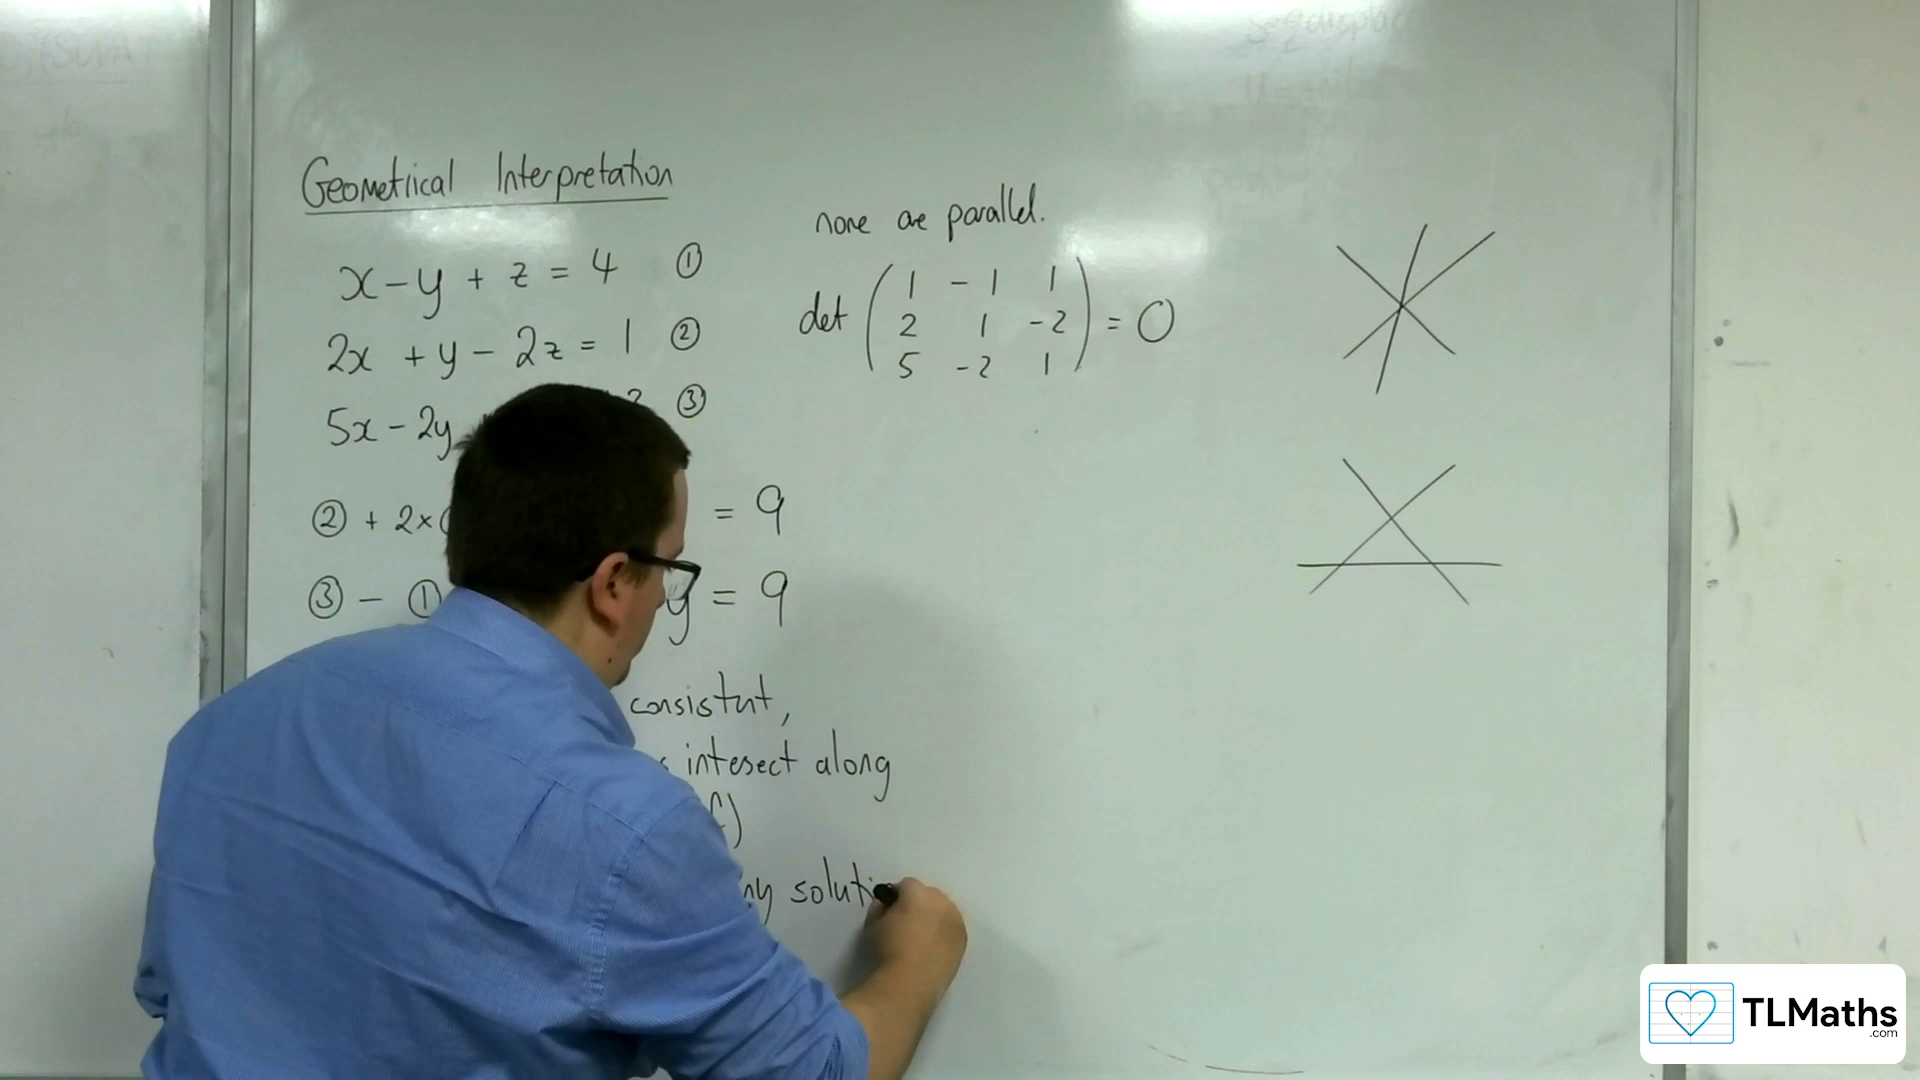 Geometrical Interpretation
x - y + z = 4 ①
2x + y - 2z = 1 ②
5x - 2y ③
② + 2×
= 9
③ - ①
y = 9
consistent,
intesect along
soluti
none are parallel.
det ( 1 -1 1
2 1 -2
5 -2 1 ) = 0
TLMaths
.com